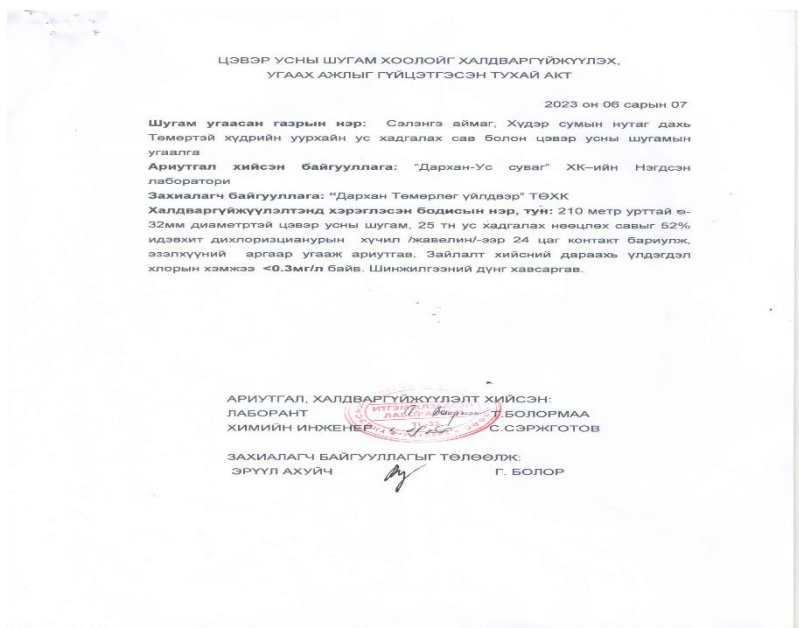 ЦЭВЭР УСНЫ ШУГАМ ХООЛОЙГ ХАЛДВАРГҮЙЖҮҮЛЭХ,
УГААХ АЖЛЫГ ГҮЙЦЭТГЭСЭН ТУХАЙ АКТ
2023 он 06 сарын 07
Шугам угаасан газрын нэр: Сэлэнгэ аймаг, Хүдэр сумын нутаг дахь
Төмөртэй хүдрийн уурхайн ус хадгалах сав болон цэвэр усны шугамын
угаалга
Ариутгал хийсэн байгууллага: "Дархан-Ус суваг" ХК–ийн Нэгдсэн
лаборатори
Захиалагч байгууллага: "Дархан Төмөрлөг үйлдвэр" ТӨХК
Халдваргүйжүүлэлтэнд хэрэглэсэн бодисын нэр, тун: 210 метр урттай ɵ-
32мм диаметртэй цэвэр усны шугам, 25 тн ус хадгалах нөөцлөх савыг 52%
идэвхит дихлоризцианурын хүчил /жавелин/-ээр 24 цаг контакт бариулж,
эзэлхүүний аргаар угааж ариутгав. Зайлалт хийсний дараахь үлдэгдэл
хлорын хэмжээ <0.3мг/л байв. Шинжилгээний дүнг хавсаргав.
АРИУТГАЛ, ХАЛДВАРГҮЙЖҮҮЛЭЛТ ХИЙСЭН:
ЛАБОРАНТ Т.БОЛОРМАА
ХИМИЙН ИНЖЕНЕР С.СЭРЖГОТОВ
ЗАХИАЛАГЧ БАЙГУУЛЛАГЫГ ТӨЛӨӨЛЖ:
ЭРҮҮЛ АХУЙЧ Г. БОЛОР